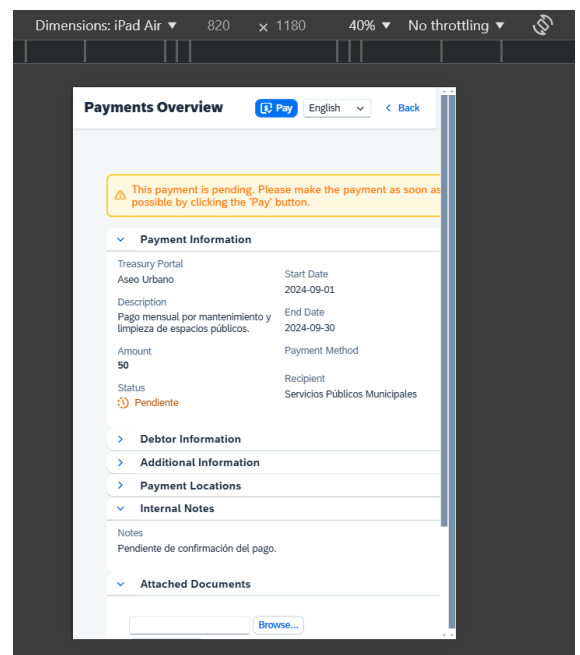 Dimensions: iPad Air ▼ 820 × 1180 40% ▼ No throttling ▼
Payments Overview Pay English Back
This payment is pending. Please make the payment as soon as
possible by clicking the 'Pay' button.
Payment Information
Treasury Portal
Aseo Urbano
Description
Pago mensual por mantenimiento y
limpieza de espacios públicos.
Amount
50
Status
Pendiente
Start Date
2024-09-01
End Date
2024-09-30
Payment Method
Recipient
Servicios Públicos Municipales
Debtor Information
Additional Information
Payment Locations
Internal Notes
Notes
Pendiente de confirmación del pago.
Attached Documents
Browse...